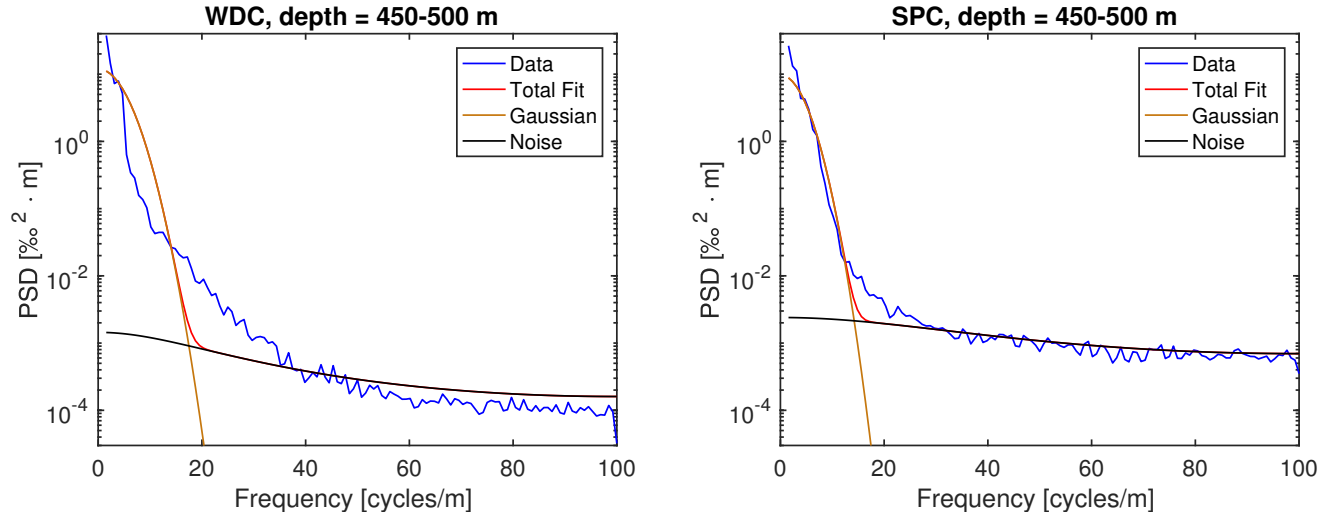 WDC, depth = 450-500 m
Data
Total Fit
Gaussian
Noise
10^0
10^-2
10^-4
PSD [‰^2 · m]
0 20 40 60 80 100
Frequency [cycles/m]
SPC, depth = 450-500 m
Data
Total Fit
Gaussian
Noise
10^0
10^-2
10^-4
PSD [‰^2 · m]
0 20 40 60 80 100
Frequency [cycles/m]